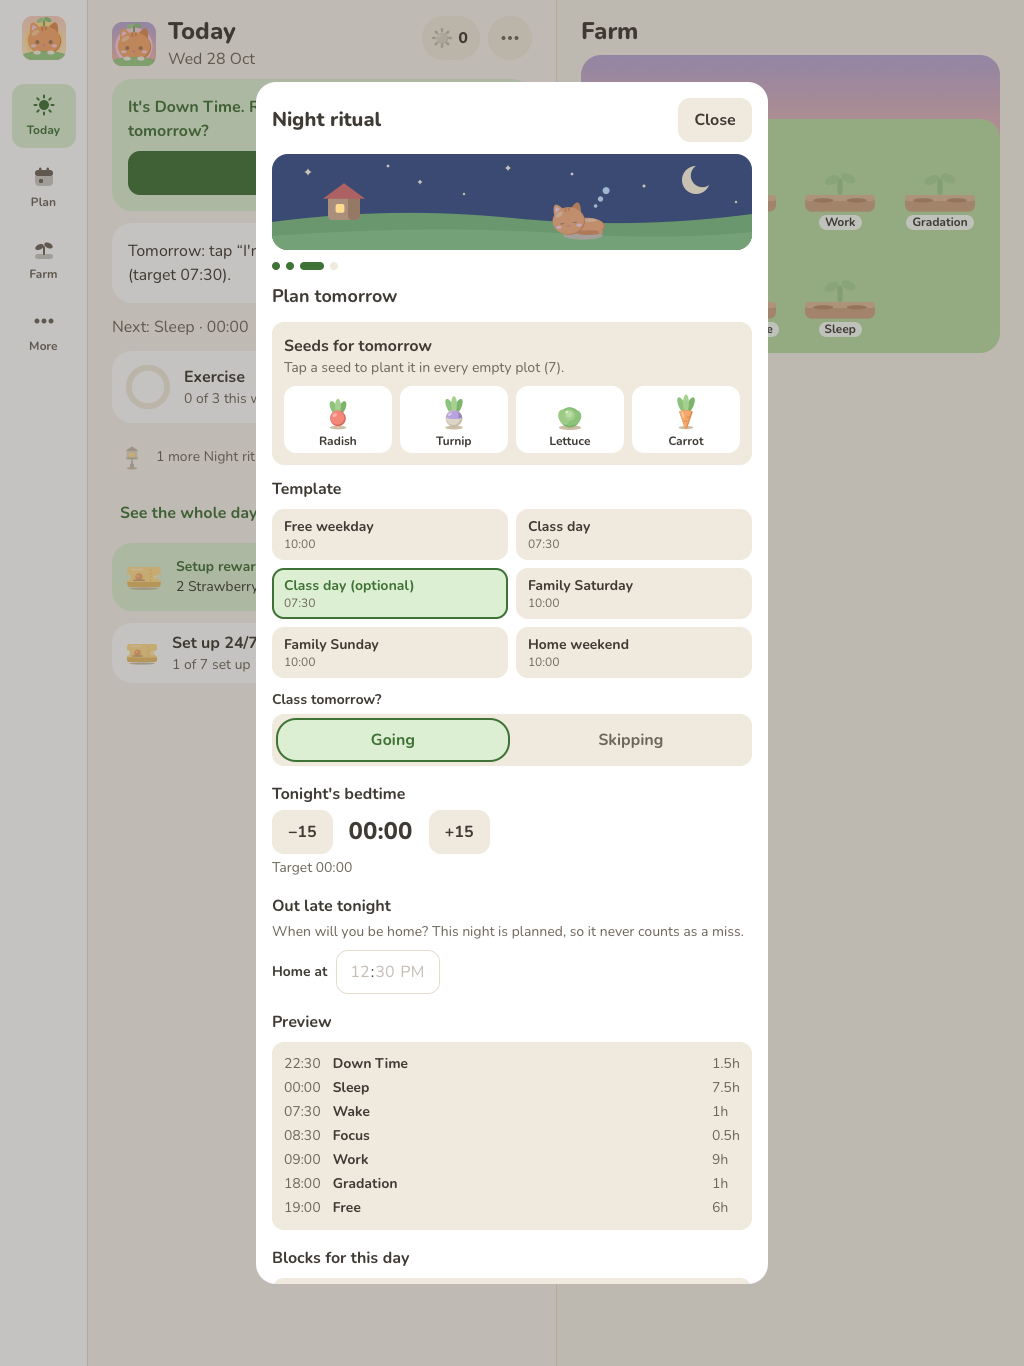 Today
Wed 28 Oct
0
Farm
Today
Plan
Farm
More
It's Down Time. R
tomorrow?
Tomorrow: tap “I'r
(target 07:30).
Next: Sleep · 00:00
Exercise
0 of 3 this w
1 more Night rit
See the whole day
Setup rewar
2 Strawberry
Set up 24/7
1 of 7 set up
Work
Gradation
e
Sleep
Night ritual
Close
Plan tomorrow
Seeds for tomorrow
Tap a seed to plant it in every empty plot (7).
Radish
Turnip
Lettuce
Carrot
Template
Free weekday
10:00
Class day
07:30
Class day (optional)
07:30
Family Saturday
10:00
Family Sunday
10:00
Home weekend
10:00
Class tomorrow?
Going
Skipping
Tonight's bedtime
−15
00:00
+15
Target 00:00
Out late tonight
When will you be home? This night is planned, so it never counts as a miss.
Home at
12:30 PM
Preview
22:30 Down Time 1.5h
00:00 Sleep 7.5h
07:30 Wake 1h
08:30 Focus 0.5h
09:00 Work 9h
18:00 Gradation 1h
19:00 Free 6h
Blocks for this day